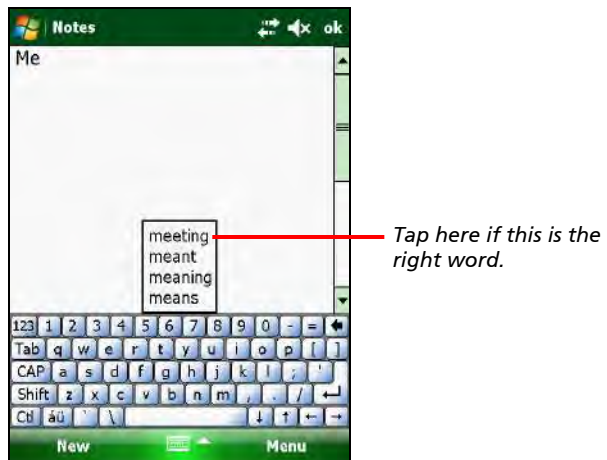 Notes ok
Me
meeting
meant
meaning
means
Tap here if this is the
right word.
123 1 2 3 4 5 6 7 8 9 0 - =
Tab q w e r t y u i o p [ ]
CAP a s d f g h j k l ; '
Shift z x c v b n m , . /
Ctl áü ` \
New Menu